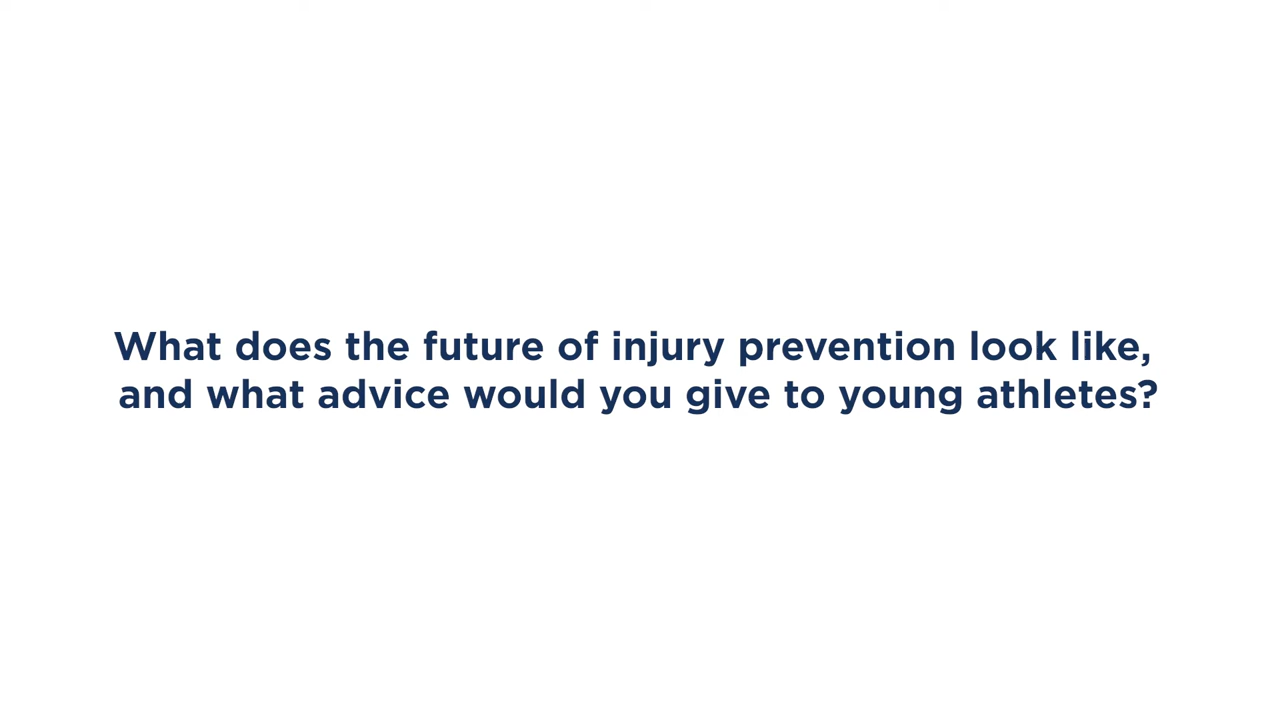 What does the future of injury prevention look like,
and what advice would you give to young athletes?